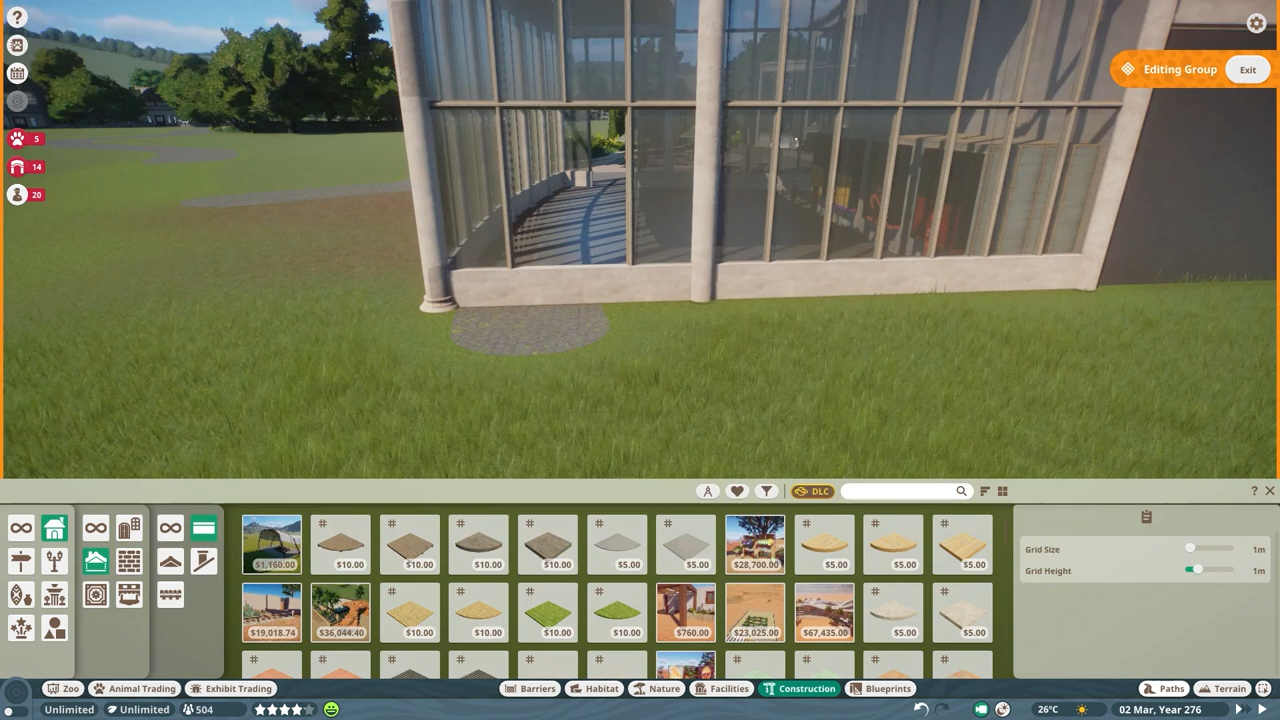 ?
Editing Group
Exit
5
14
20
DLC
? ×
$1,160.00 $10.00 $10.00 $10.00 $10.00 $5.00 $5.00 $28,700.00 $5.00 $5.00 $5.00
Grid Size 1m
Grid Height 1m
$19,018.74 $36,044.40 $10.00 $10.00 $10.00 $10.00 $760.00 $23,025.00 $67,435.00 $5.00 $5.00
Zoo Animal Trading Exhibit Trading Barriers Habitat Nature Facilities Construction Blueprints Paths Terrain
Unlimited Unlimited 504 26°C 02 Mar, Year 276